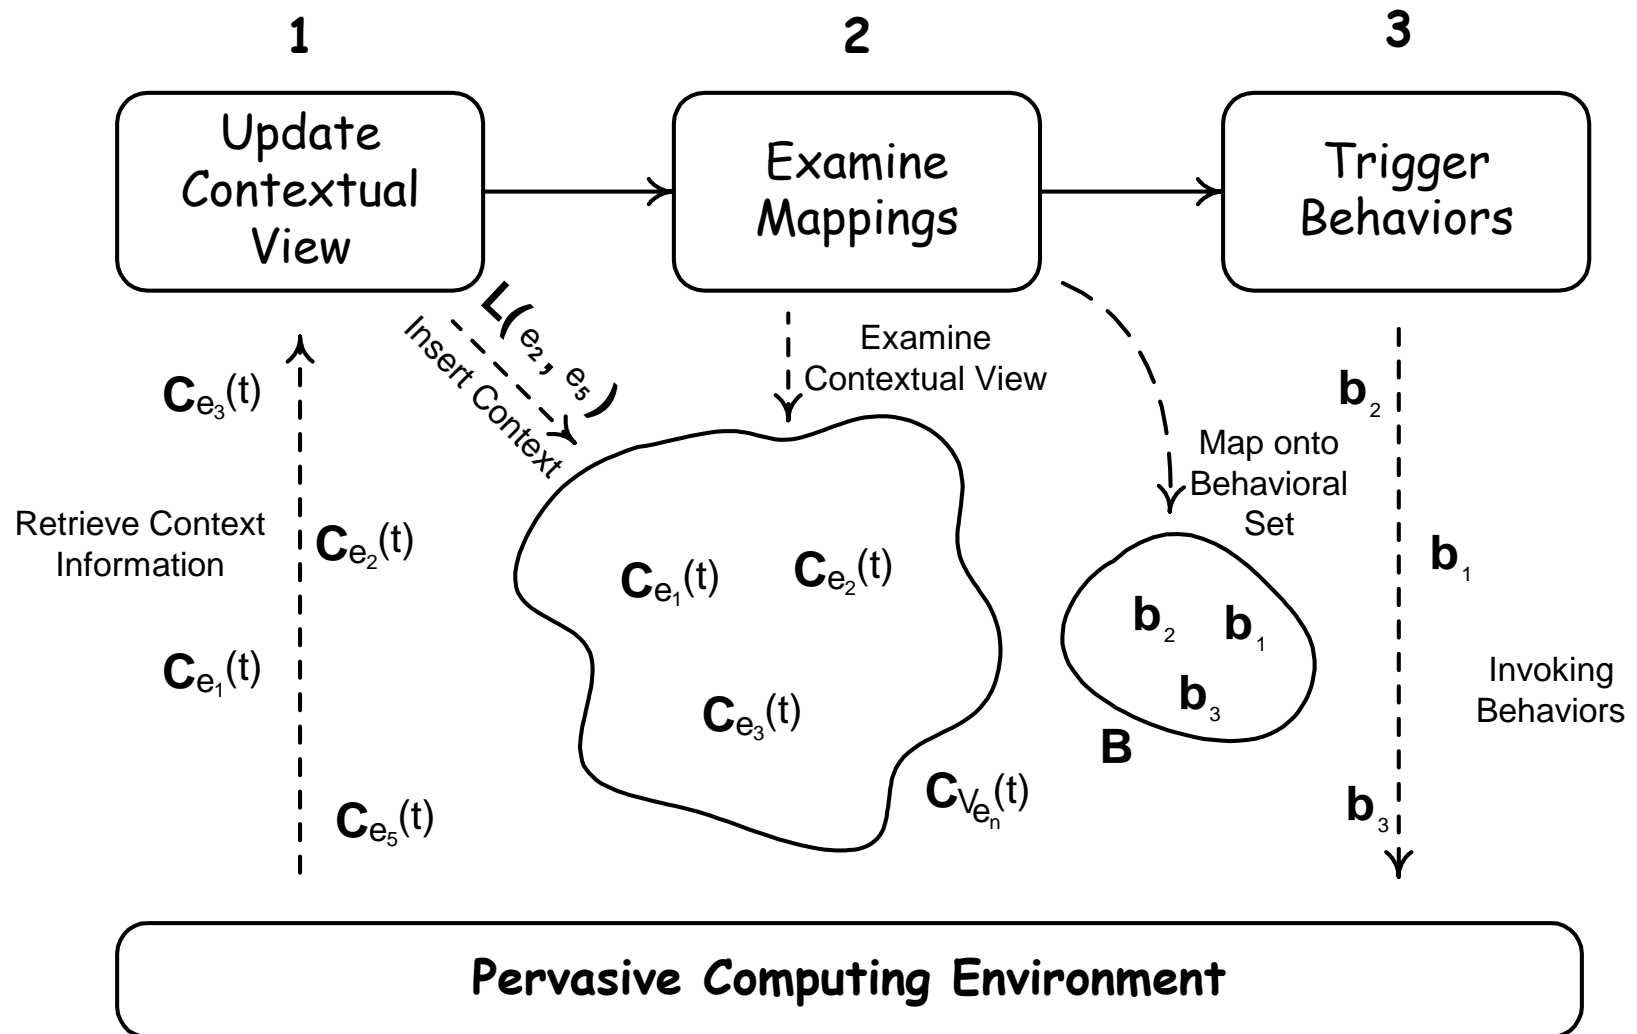 1
2
3
Update
Contextual
View
Examine
Mappings
Trigger
Behaviors
L(e₂, e₅)
Insert Context
Examine
Contextual View
Map onto
Behavioral
Set
Retrieve Context
Information
Ce₃(t)
Ce₂(t)
Ce₁(t)
Ce₅(t)
Ce₁(t)
Ce₂(t)
Ce₃(t)
CVeₙ(t)
b₂
b₁
b₃
B
b₂
b₁
b₃
Invoking
Behaviors
Pervasive Computing Environment